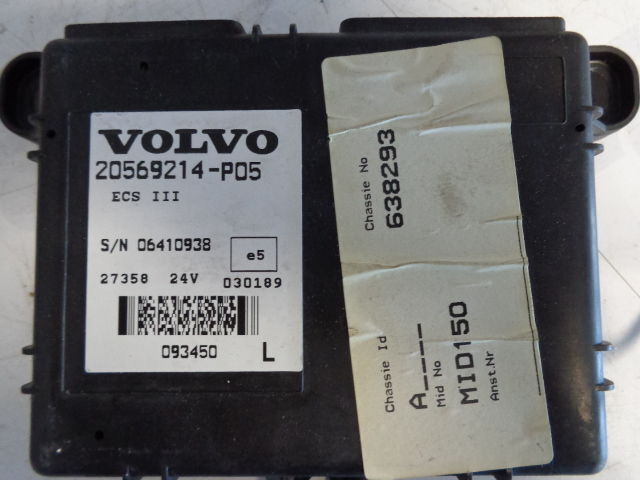 VOLVO
20569214-P05
ECS III
S/N 06410938
e5
27358 24V 030189
093450 L
Chassie No
638293
Chassie Id
A____
Mid No
MID150
Anst.Nr